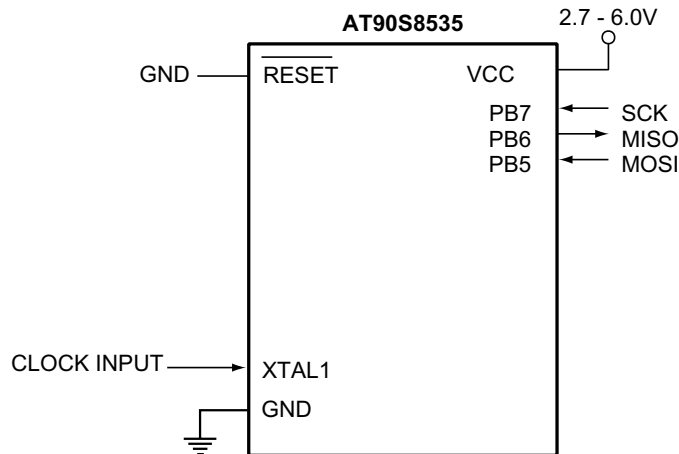 AT90S8535
2.7 - 6.0V
GND
RESET
VCC
PB7
SCK
PB6
MISO
PB5
MOSI
CLOCK INPUT
XTAL1
GND